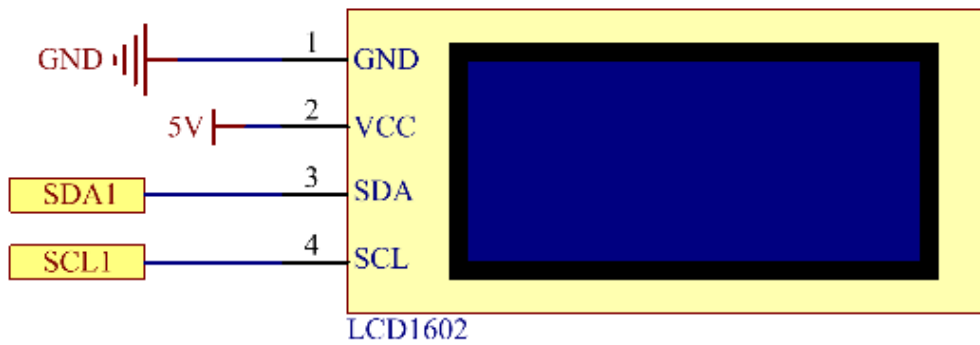 GND 1 GND
5V 2 VCC
SDA1 3 SDA
SCL1 4 SCL
LCD1602